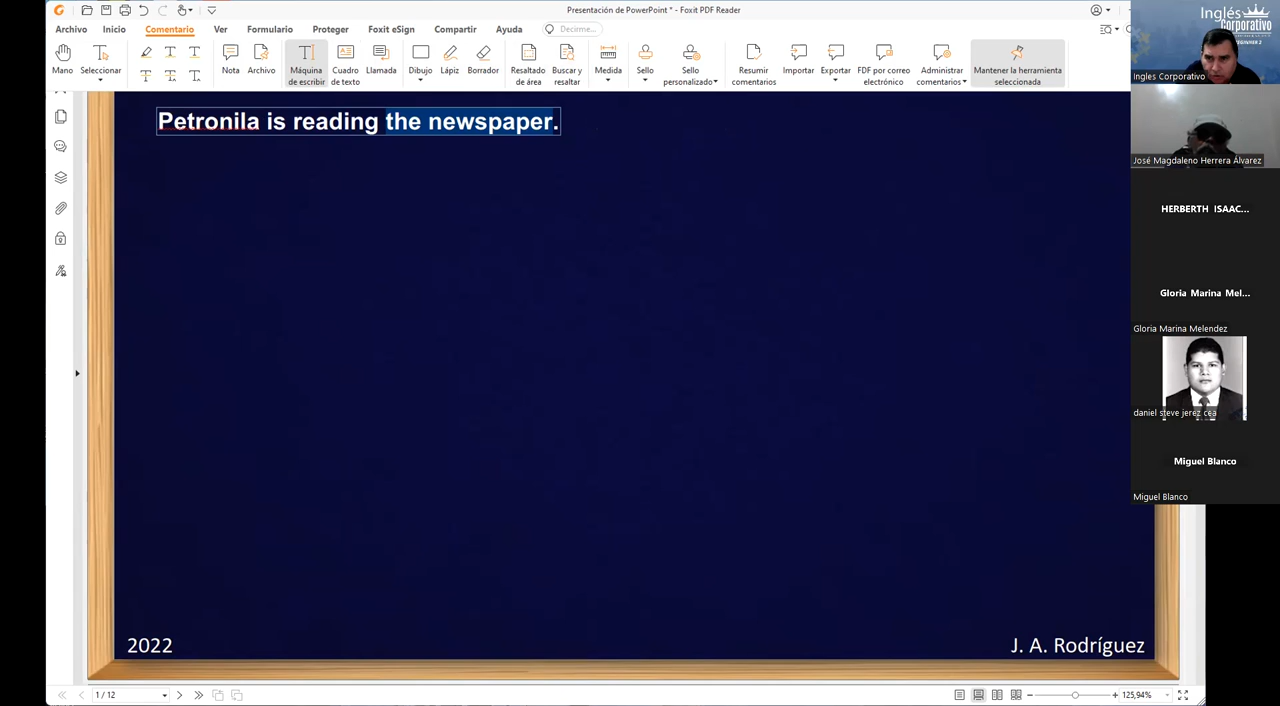 Presentación de PowerPoint * - Foxit PDF Reader
Archivo Inicio Comentario Ver Formulario Proteger Foxit eSign Compartir Ayuda Decirme...
Mano Seleccionar Nota Archivo Máquina de escribir Cuadro de texto Llamada Dibujo Lápiz Borrador Resaltado de área Buscar y resaltar Medida Sello Sello personalizado Resumir comentarios Importar Exportar FDF por correo electrónico Administrar comentarios Mantener la herramienta seleccionada
Petronila is reading the newspaper.
2022
J. A. Rodríguez
1 / 12
125,94%
Inglés
Corporativo
Ingles Corporativo
José Magdaleno Herrera Álvarez
HERBERTH ISAAC...
Gloria Marina Mel...
Gloria Marina Melendez
daniel steve jerez cea
Miguel Blanco
Miguel Blanco